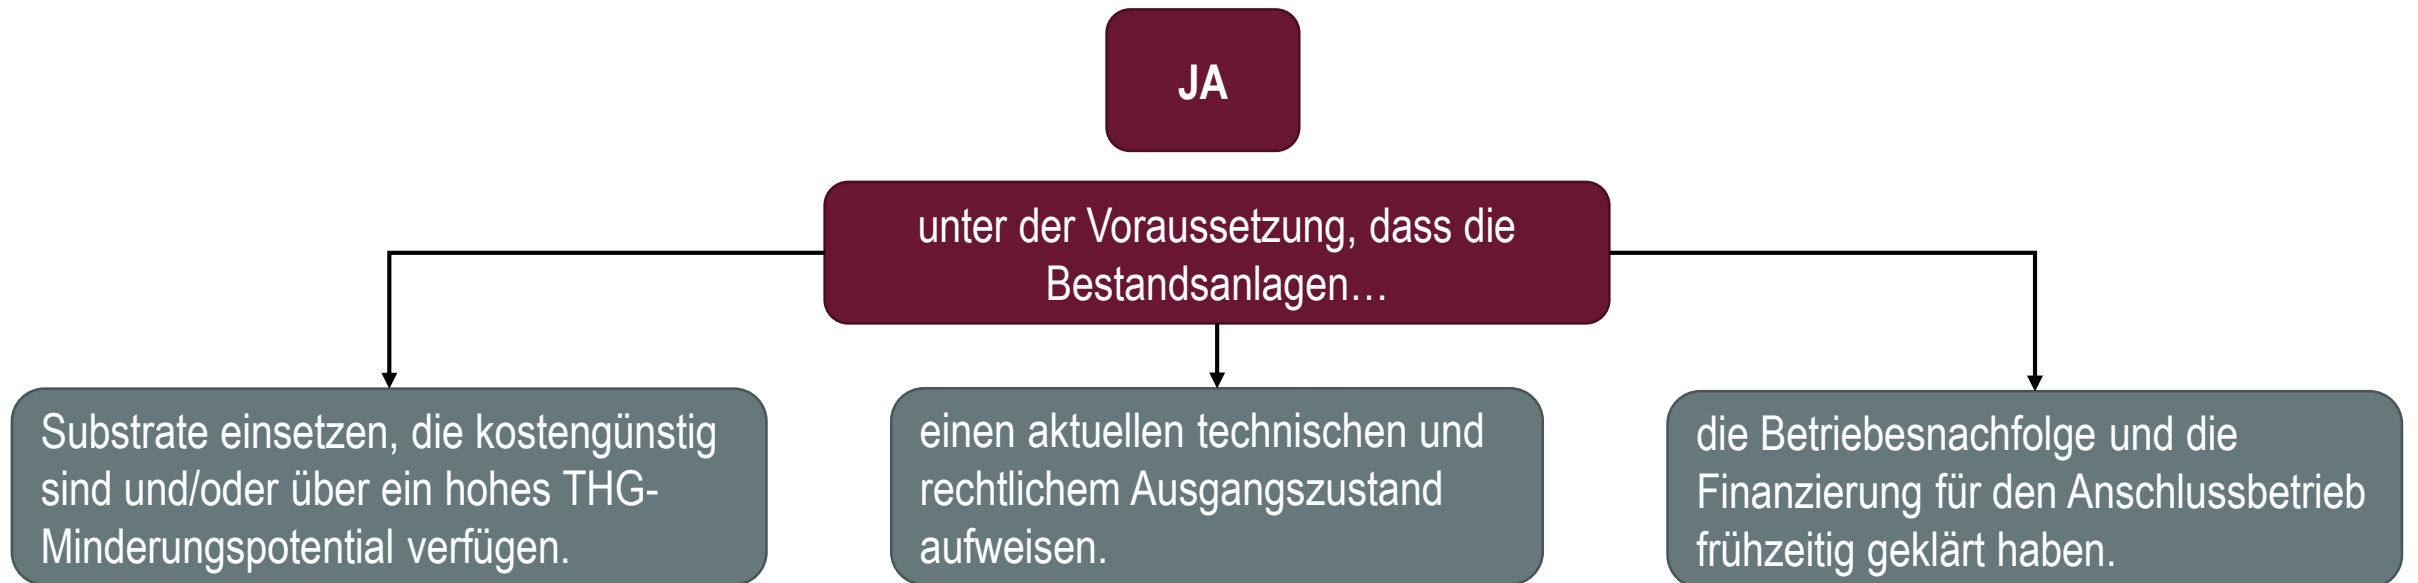 JA
unter der Voraussetzung, dass die
Bestandsanlagen…
Substrate einsetzen, die kostengünstig
sind und/oder über ein hohes THG-
Minderungspotential verfügen.
einen aktuellen technischen und
rechtlichem Ausgangszustand
aufweisen.
die Betriebesnachfolge und die
Finanzierung für den Anschlussbetrieb
frühzeitig geklärt haben.